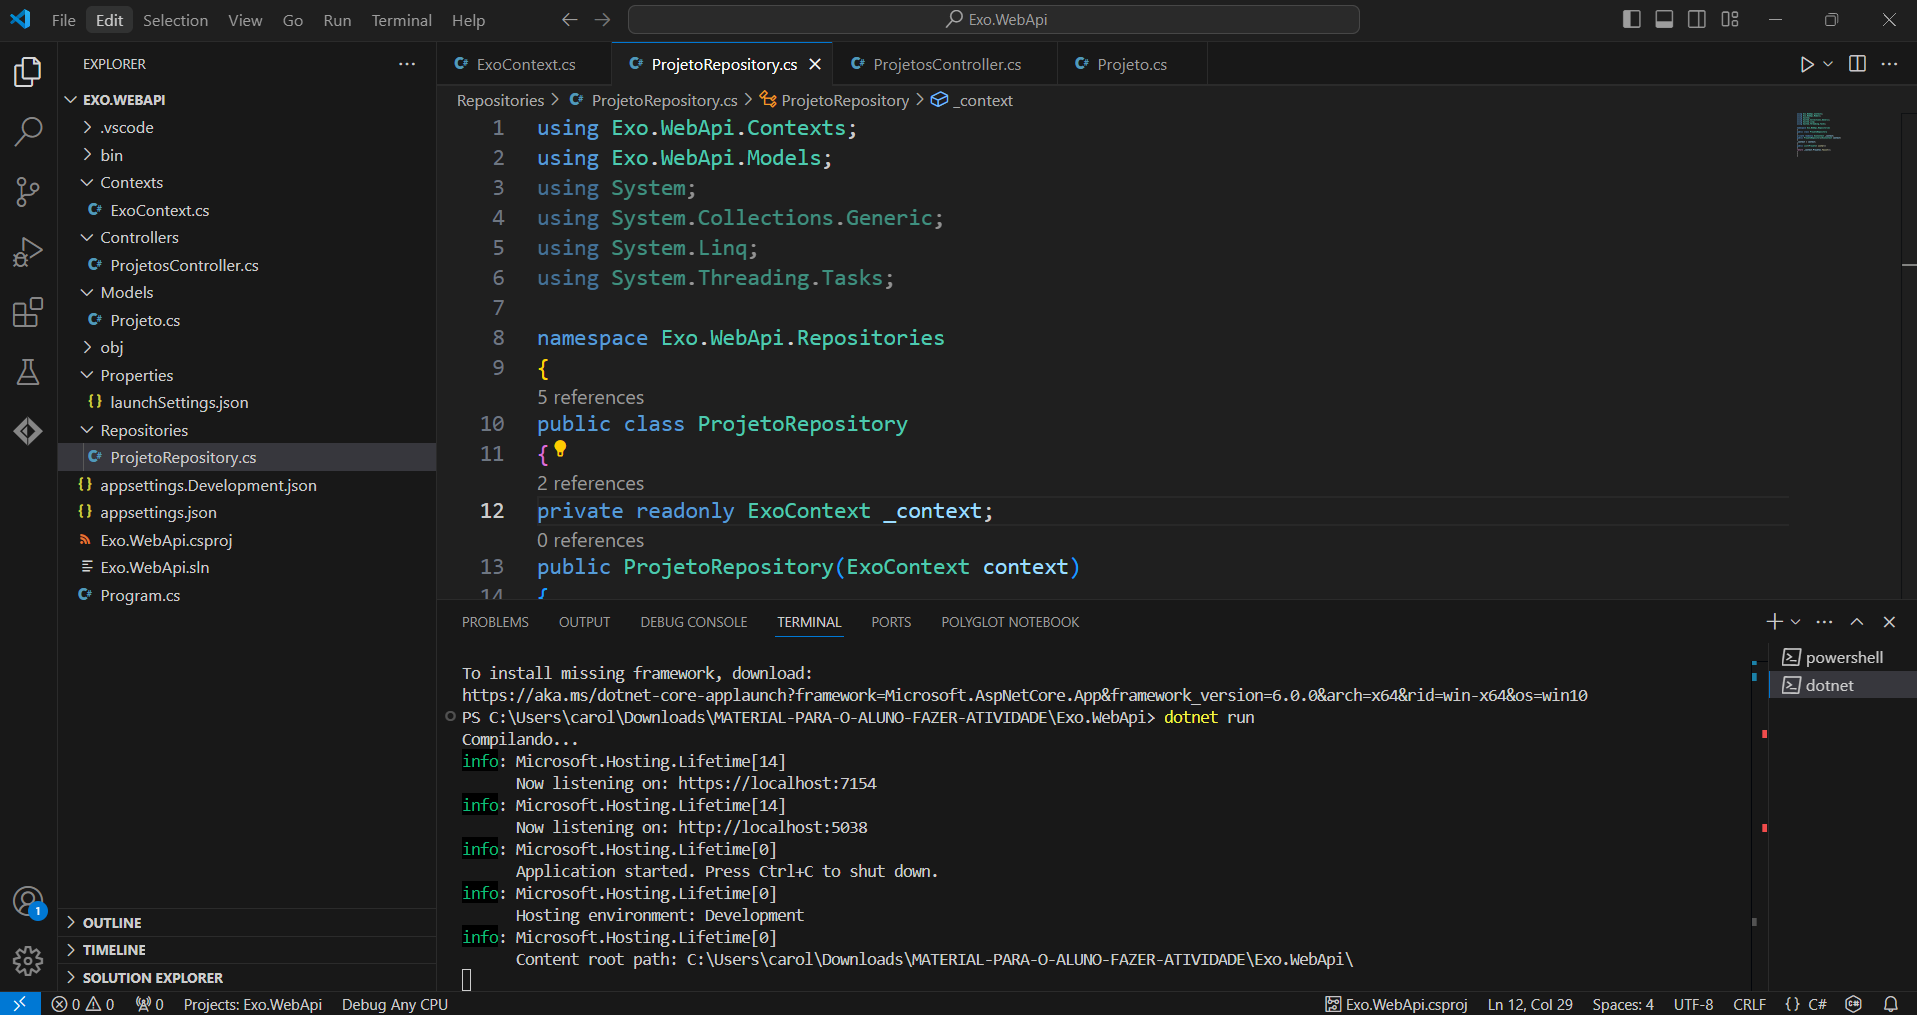 File Edit Selection View Go Run Terminal Help
Exo.WebApi
EXPLORER
EXO.WEBAPI
.vscode
bin
Contexts
C# ExoContext.cs
Controllers
C# ProjetosController.cs
Models
C# Projeto.cs
obj
Properties
{} launchSettings.json
Repositories
C# ProjetoRepository.cs
{} appsettings.Development.json
{} appsettings.json
Exo.WebApi.csproj
Exo.WebApi.sln
C# Program.cs
OUTLINE
TIMELINE
SOLUTION EXPLORER
1
C# ExoContext.cs C# ProjetoRepository.cs C# ProjetosController.cs C# Projeto.cs
Repositories > C# ProjetoRepository.cs > ProjetoRepository > _context
1 using Exo.WebApi.Contexts;
2 using Exo.WebApi.Models;
3 using System;
4 using System.Collections.Generic;
5 using System.Linq;
6 using System.Threading.Tasks;
7
8 namespace Exo.WebApi.Repositories
9 {
5 references
10 public class ProjetoRepository
11 {
2 references
12 private readonly ExoContext _context;
0 references
13 public ProjetoRepository(ExoContext context)
14 {
PROBLEMS OUTPUT DEBUG CONSOLE TERMINAL PORTS POLYGLOT NOTEBOOK
To install missing framework, download:
https://aka.ms/dotnet-core-applaunch?framework=Microsoft.AspNetCore.App&framework_version=6.0.0&arch=x64&rid=win-x64&os=win10
PS C:\Users\carol\Downloads\MATERIAL-PARA-O-ALUNO-FAZER-ATIVIDADE\Exo.WebApi> dotnet run
Compilando...
info: Microsoft.Hosting.Lifetime[14]
Now listening on: https://localhost:7154
info: Microsoft.Hosting.Lifetime[14]
Now listening on: http://localhost:5038
info: Microsoft.Hosting.Lifetime[0]
Application started. Press Ctrl+C to shut down.
info: Microsoft.Hosting.Lifetime[0]
Hosting environment: Development
info: Microsoft.Hosting.Lifetime[0]
Content root path: C:\Users\carol\Downloads\MATERIAL-PARA-O-ALUNO-FAZER-ATIVIDADE\Exo.WebApi\
powershell
dotnet
0 0 0 Projects: Exo.WebApi Debug Any CPU
Exo.WebApi.csproj Ln 12, Col 29 Spaces: 4 UTF-8 CRLF {} C#